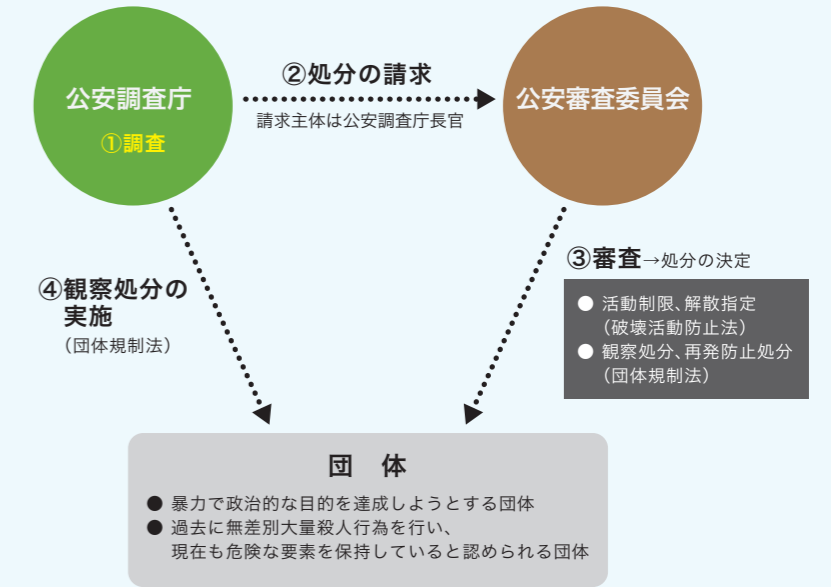 公安調査庁
①調査
②処分の請求
請求主体は公安調査庁長官
公安審査委員会
③審査→処分の決定
● 活動制限、解散指定
（破壊活動防止法）
● 観察処分、再発防止処分
（団体規制法）
④観察処分の
実施
（団体規制法）
団　体
● 暴力で政治的な目的を達成しようとする団体
● 過去に無差別大量殺人行為を行い、
現在も危険な要素を保持していると認められる団体